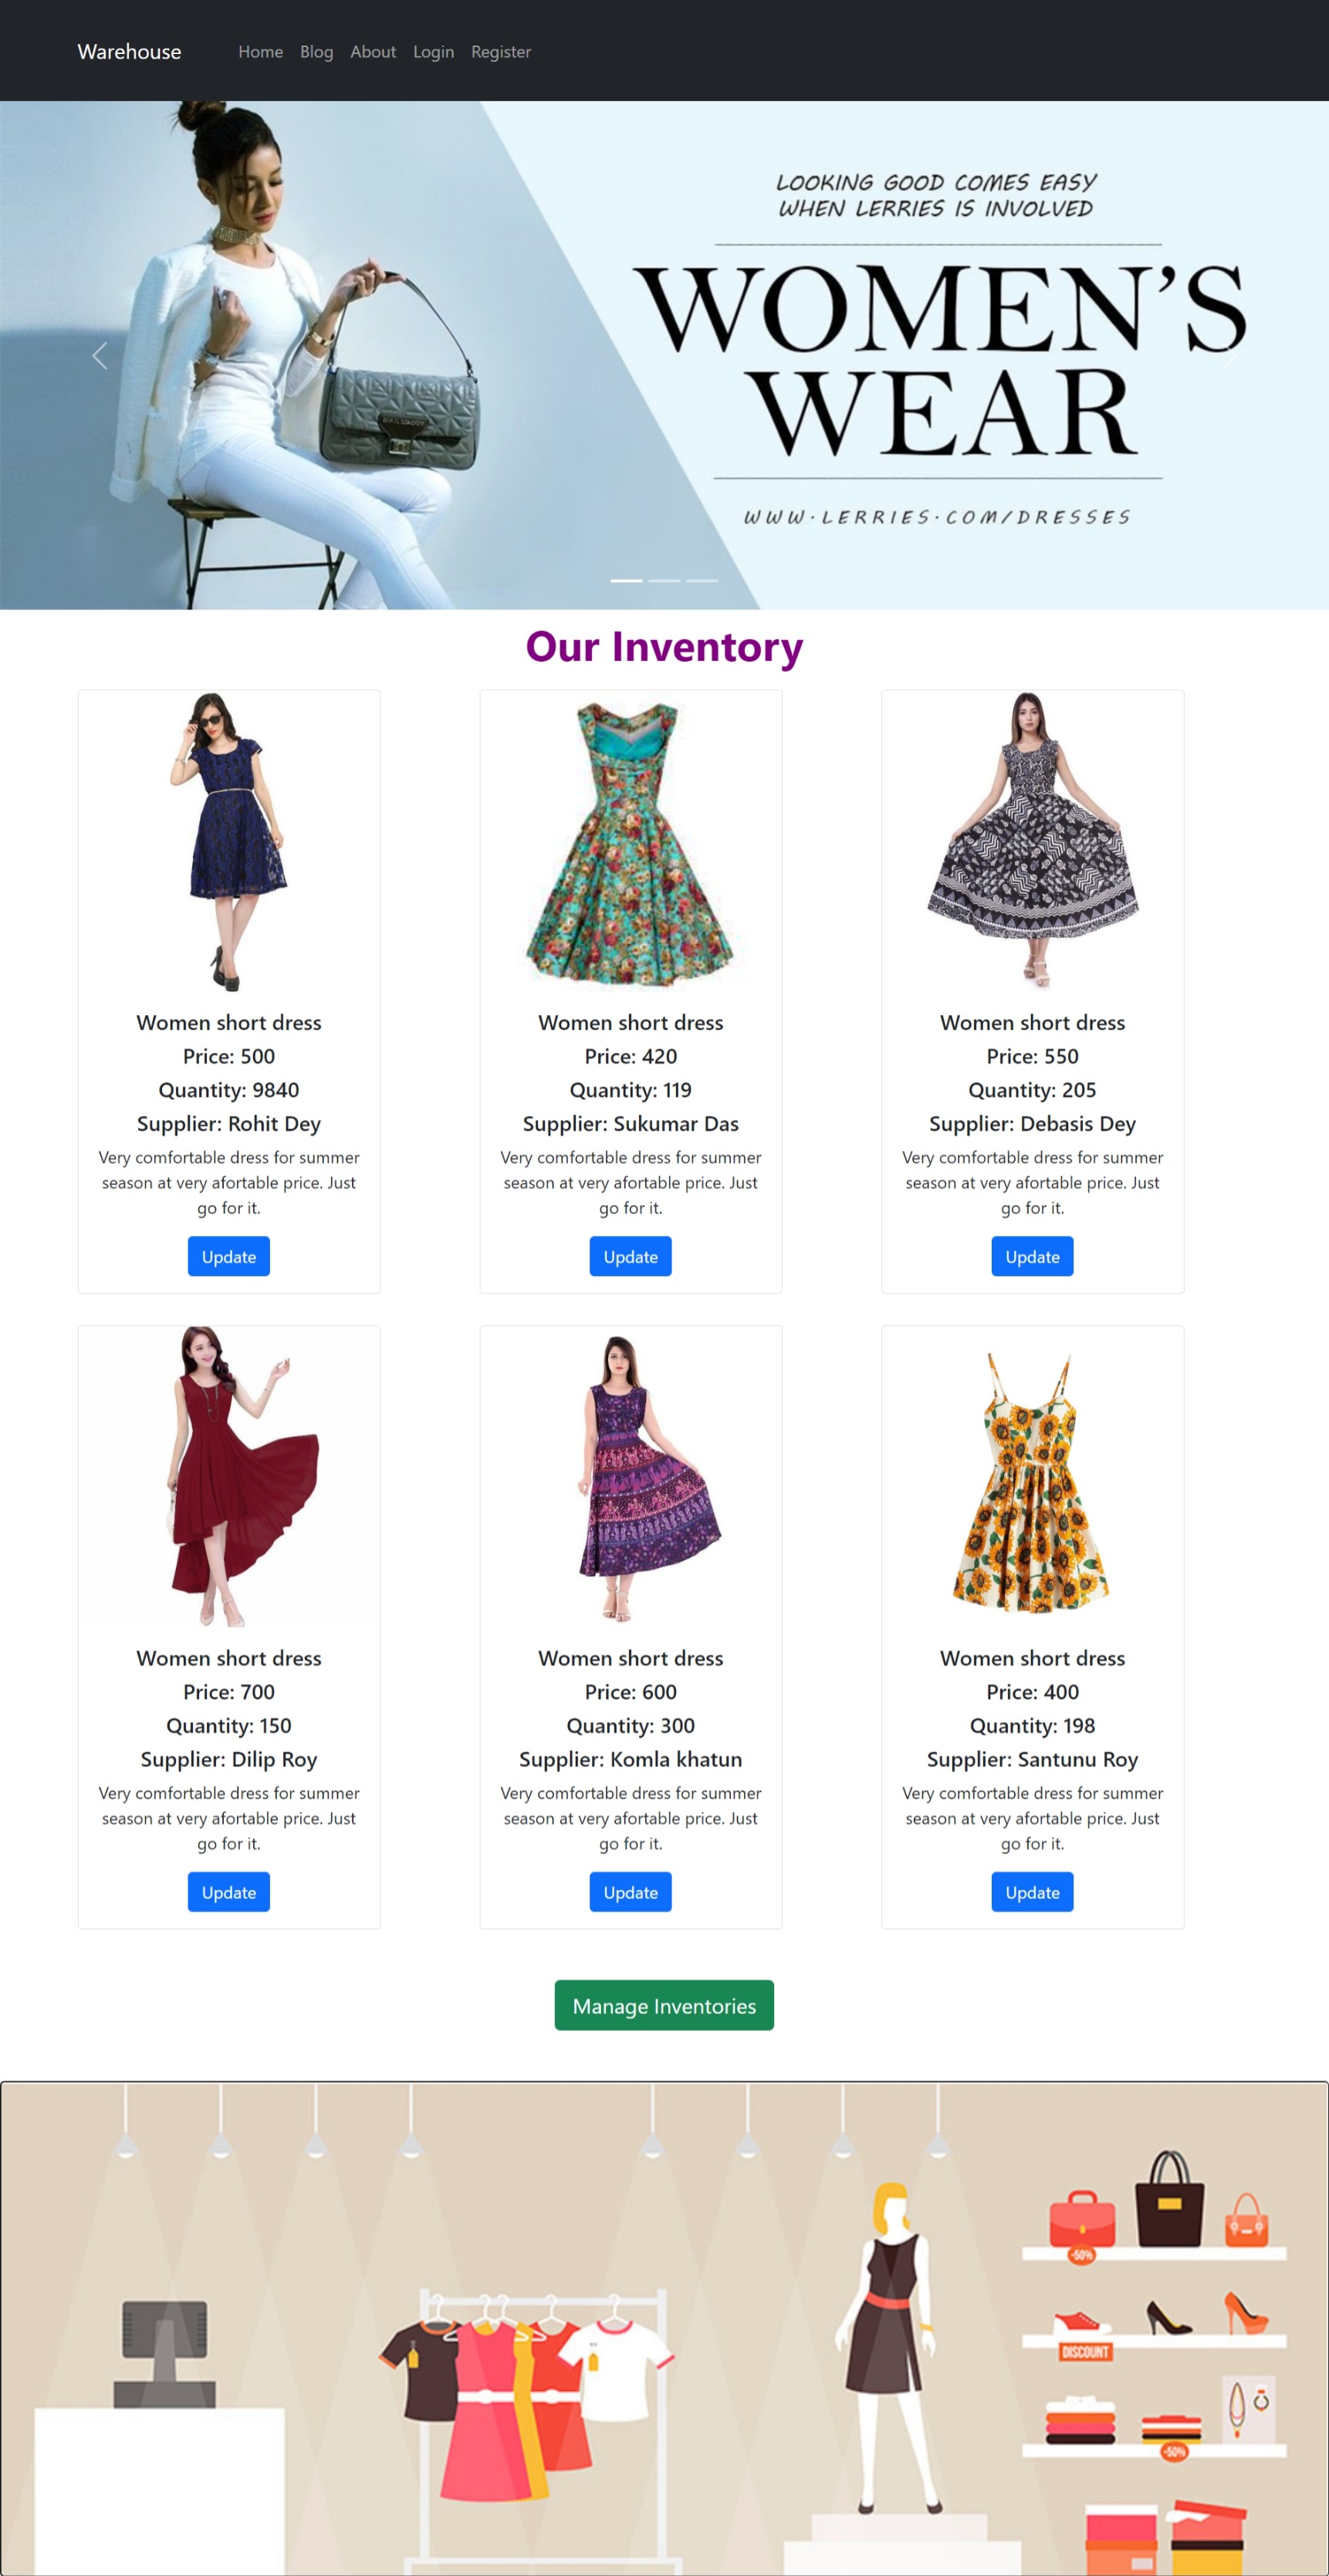 Warehouse Home Blog About Login Register
LOOKING GOOD COMES EASY
WHEN LERRIES IS INVOLVED
WOMEN'S
WEAR
WWW·LERRIES·COM/DRESSES
Our Inventory
Women short dress
Price: 500
Quantity: 9840
Supplier: Rohit Dey
Very comfortable dress for summer
season at very afortable price. Just
go for it.
Update
Women short dress
Price: 420
Quantity: 119
Supplier: Sukumar Das
Very comfortable dress for summer
season at very afortable price. Just
go for it.
Update
Women short dress
Price: 550
Quantity: 205
Supplier: Debasis Dey
Very comfortable dress for summer
season at very afortable price. Just
go for it.
Update
Women short dress
Price: 700
Quantity: 150
Supplier: Dilip Roy
Very comfortable dress for summer
season at very afortable price. Just
go for it.
Update
Women short dress
Price: 600
Quantity: 300
Supplier: Komla khatun
Very comfortable dress for summer
season at very afortable price. Just
go for it.
Update
Women short dress
Price: 400
Quantity: 198
Supplier: Santunu Roy
Very comfortable dress for summer
season at very afortable price. Just
go for it.
Update
Manage Inventories
-50%
DISCOUNT
-50%